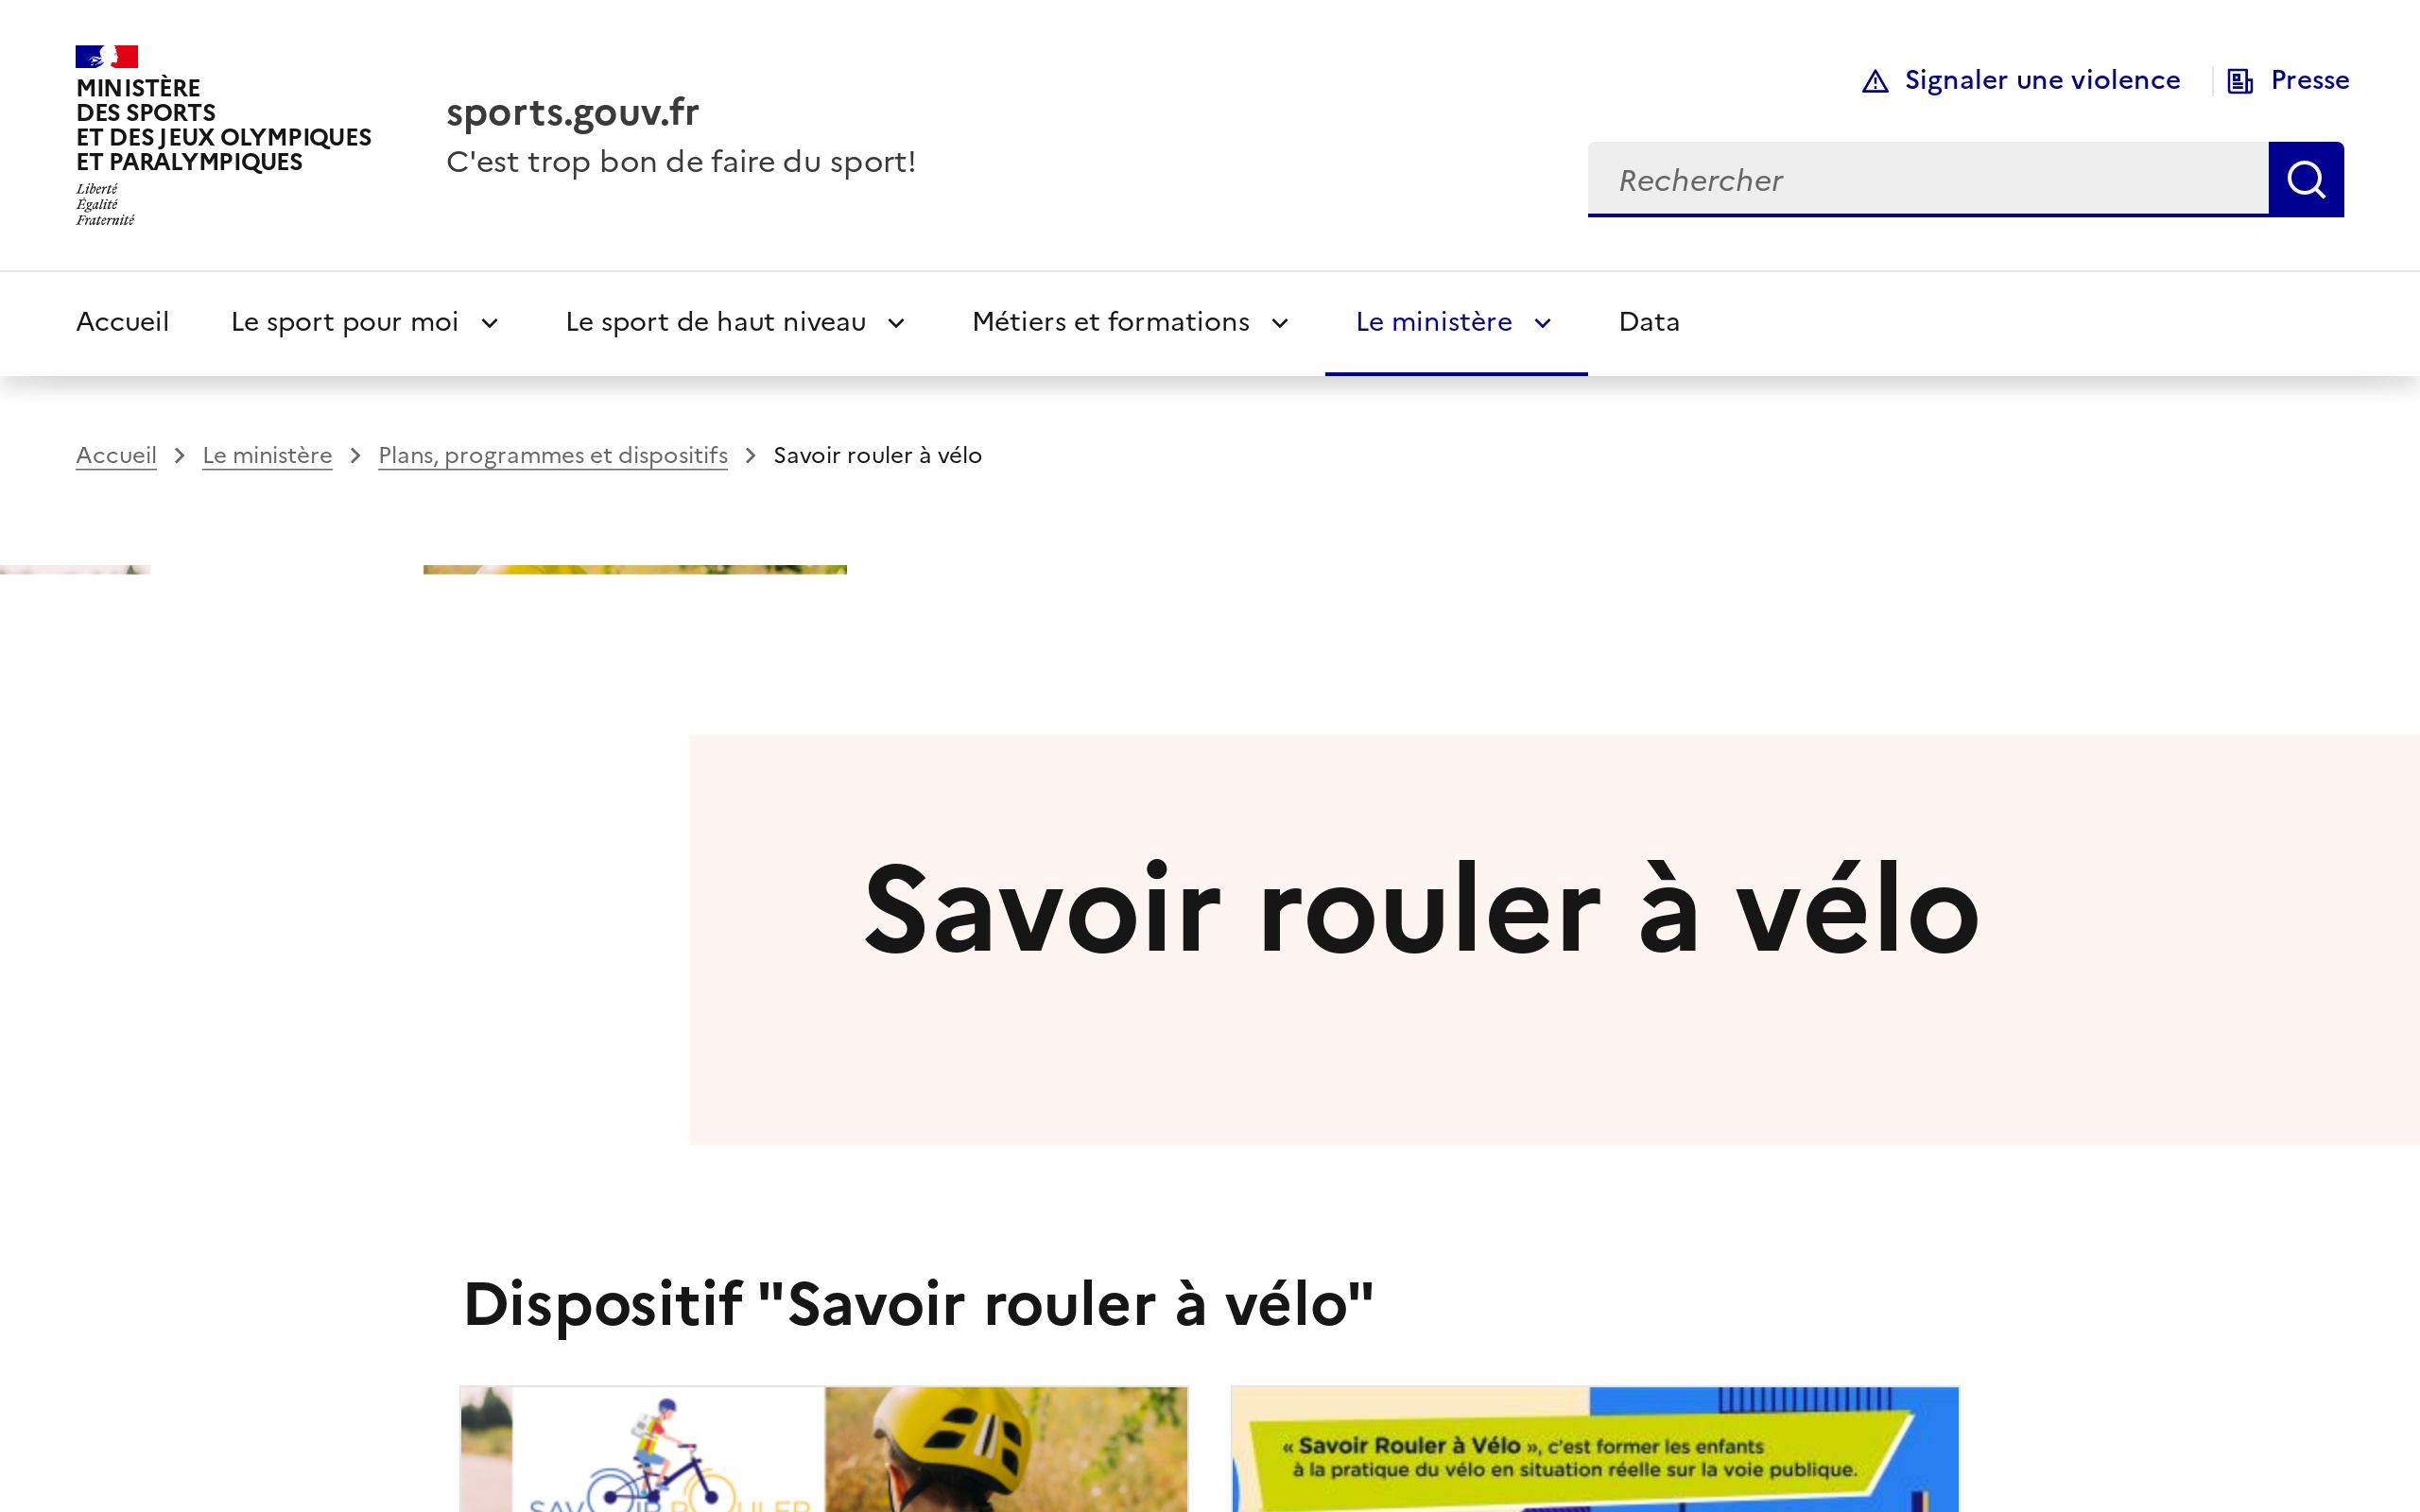 MINISTÈRE
DES SPORTS
ET DES JEUX OLYMPIQUES
ET PARALYMPIQUES
Liberté
Égalité
Fraternité
sports.gouv.fr
C'est trop bon de faire du sport!
Signaler une violence
Presse
Rechercher
Accueil
Le sport pour moi
Le sport de haut niveau
Métiers et formations
Le ministère
Data
Accueil > Le ministère > Plans, programmes et dispositifs > Savoir rouler à vélo
Savoir rouler à vélo
Dispositif "Savoir rouler à vélo"
SAVOIR ROULER
« Savoir Rouler à Vélo », c'est former les enfants
à la pratique du vélo en situation réelle sur la voie publique.